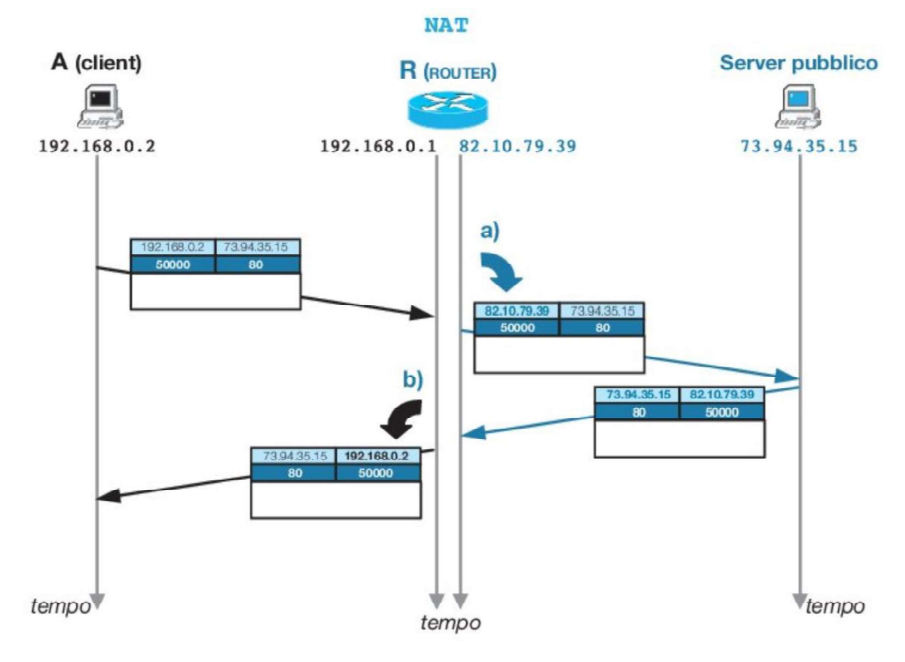 NAT
A (client)
R (ROUTER)
Server pubblico
192.168.0.2
192.168.0.1 82.10.79.39
73.94.35.15
a)
192.168.0.2 73.94.35.15
50000 80
82.10.79.39 73.94.35.15
50000 80
b)
73.94.35.15 82.10.79.39
80 50000
73.94.35.15 192.168.0.2
80 50000
tempo
tempo
tempo